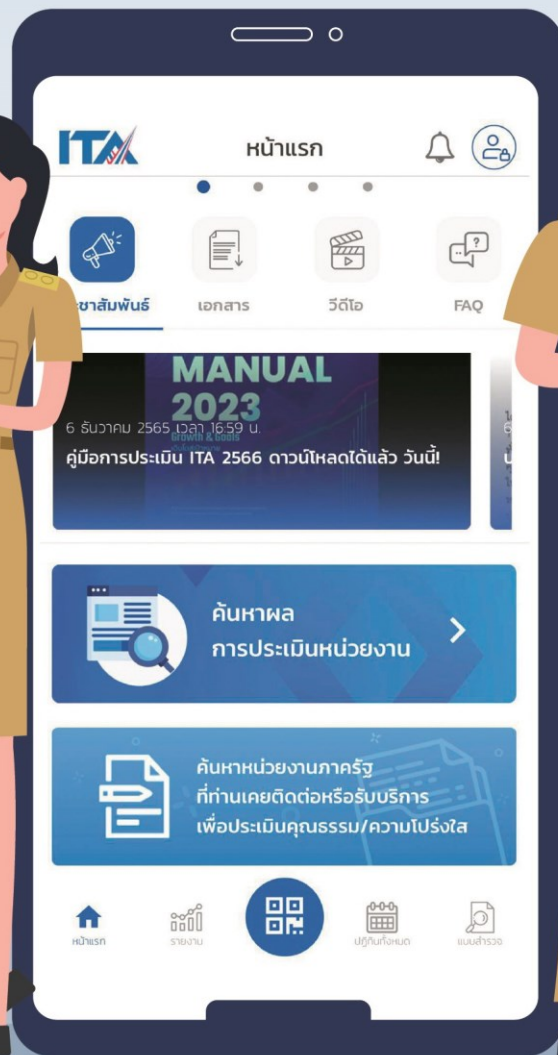 ITA
หน้าแรก
ะชาสัมพันธ์
เอกสาร
วีดีโอ
FAQ
MANUAL
2023
6 ธันวาคม 2565 เวลา 16:59 น.
Growth & Goals
คู่มือการประเมิน ITA 2566 ดาวน์โหลดได้แล้ว วันนี้!
ค้นหาผล
การประเมินหน่วยงาน
ค้นหาหน่วยงานภาครัฐ
ที่ท่านเคยติดต่อหรือรับบริการ
เพื่อประเมินคุณธรรม/ความโปร่งใส
หน้าแรก
รายงาน
ปฏิทินทั้งหมด
แบบสำรวจ